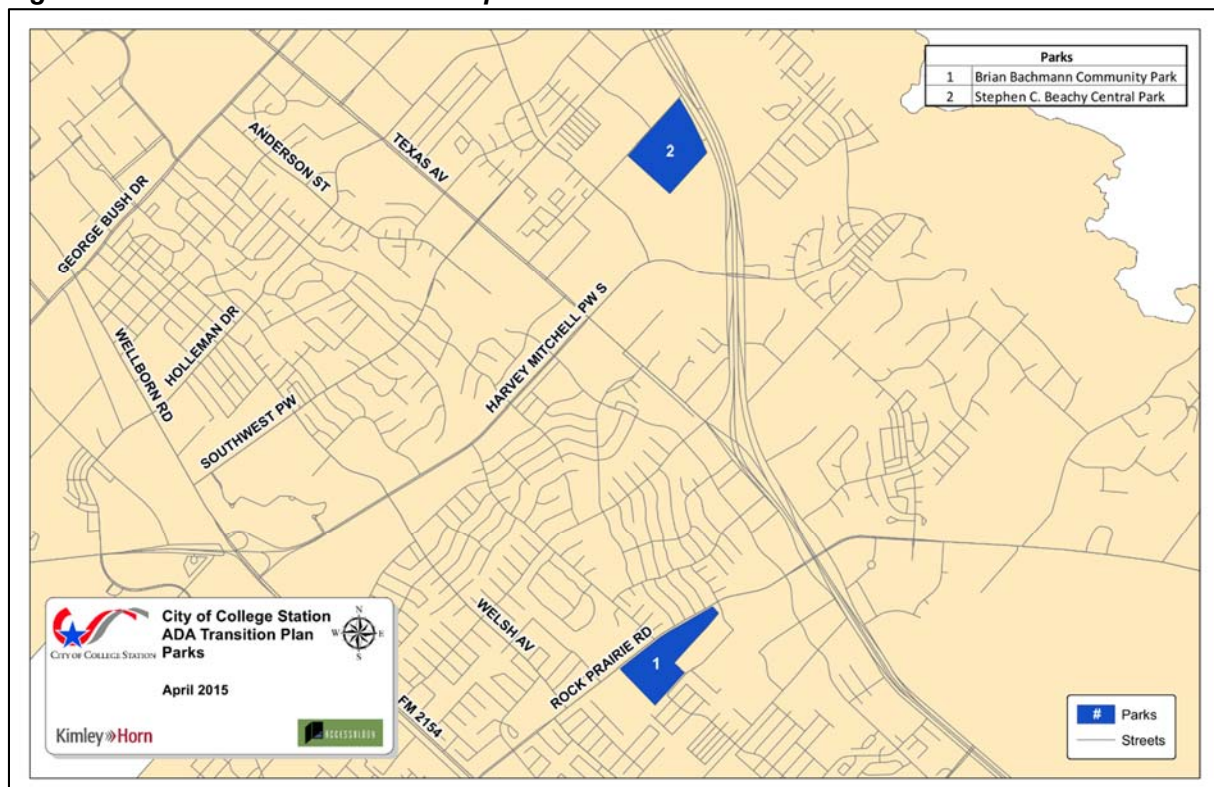 Parks
1 Brian Bachmann Community Park
2 Stephen C. Beachy Central Park
2
ANDERSON ST
TEXAS AV
GEORGE BUSH DR
HARVEY MITCHELL PW S
HOLLEMAN DR
WELLBORN RD
SOUTHWEST PW
WELSH AV
ROCK PRAIRIE RD
1
FM 2154
City of College Station
ADA Transition Plan
Parks
April 2015
CITY OF COLLEGE STATION
N
W E
S
Kimley»Horn
ACCESSOLOGY
# Parks
Streets